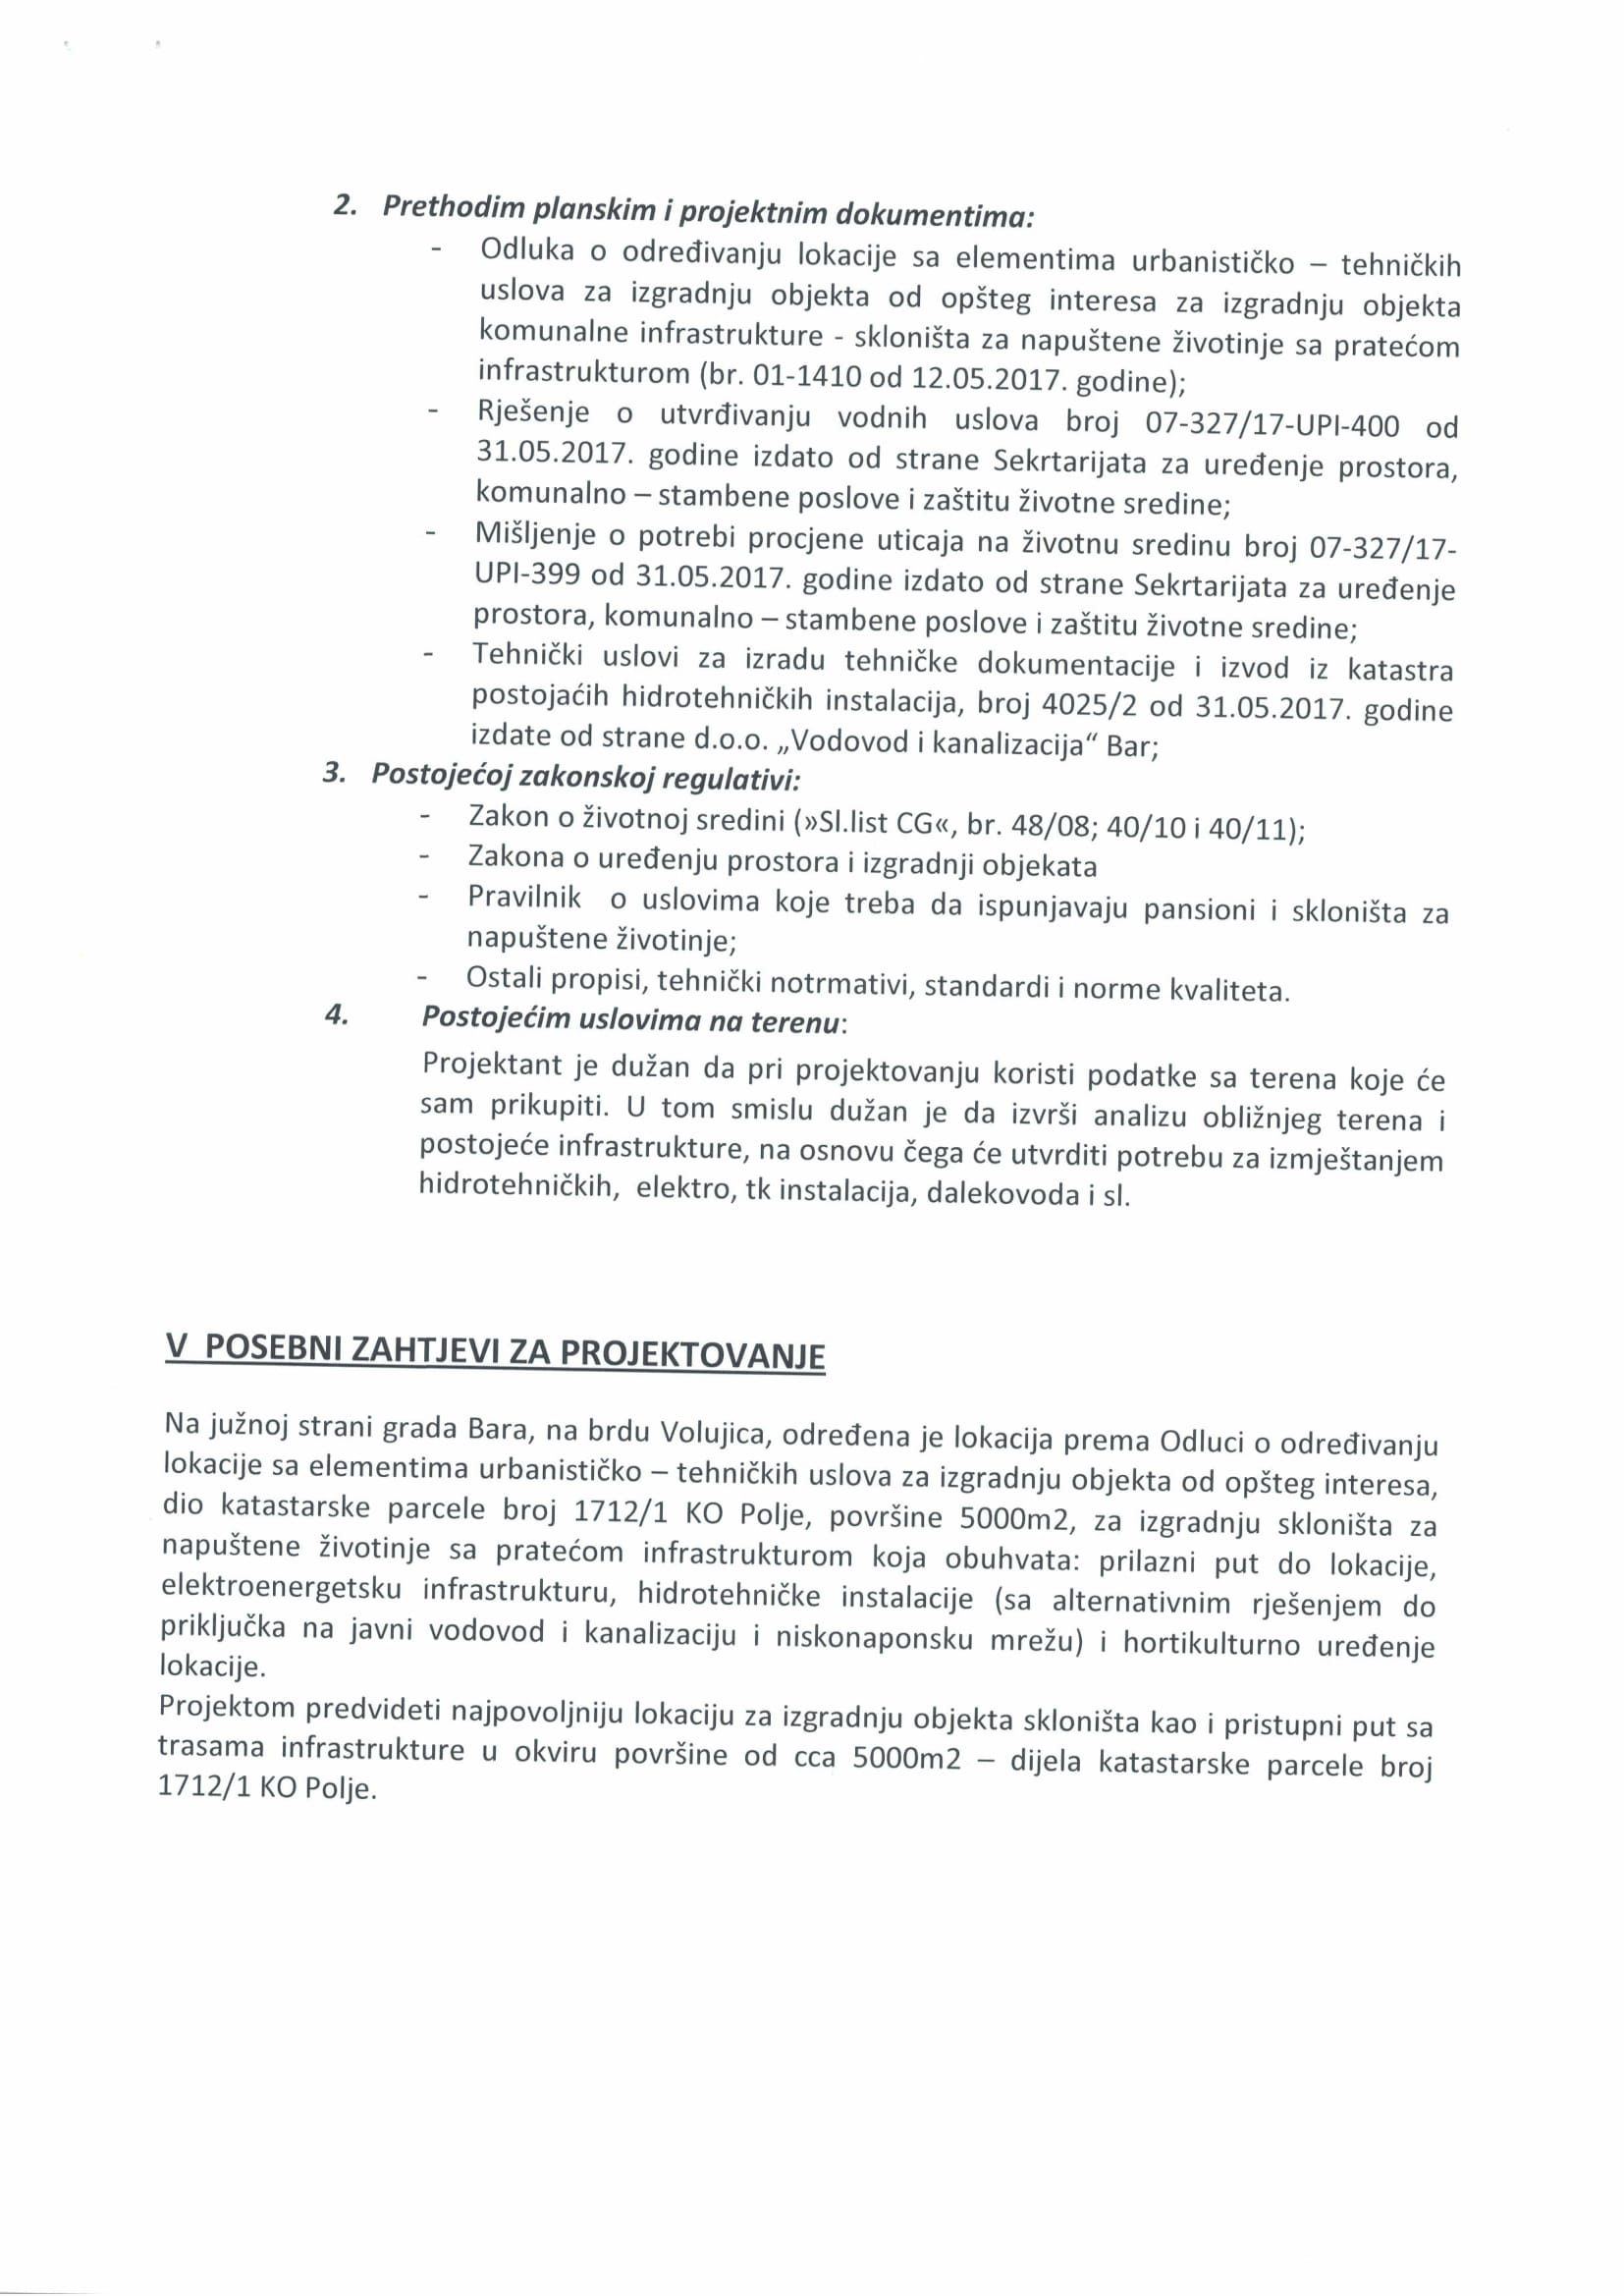 2. Prethodim planskim i projektnim dokumentima:
- Odluka o određivanju lokacije sa elementima urbanističko – tehničkih
uslova za izgradnju objekta od opšteg interesa za izgradnju objekta
komunalne infrastrukture - skloništa za napuštene životinje sa pratećom
infrastrukturom (br. 01-1410 od 12.05.2017. godine);
- Rješenje o utvrđivanju vodnih uslova broj 07-327/17-UPI-400 od
31.05.2017. godine izdato od strane Sekrtarijata za uređenje prostora,
komunalno – stambene poslove i zaštitu životne sredine;
- Mišljenje o potrebi procjene uticaja na životnu sredinu broj 07-327/17-
UPI-399 od 31.05.2017. godine izdato od strane Sekrtarijata za uređenje
prostora, komunalno – stambene poslove i zaštitu životne sredine;
- Tehnički uslovi za izradu tehničke dokumentacije i izvod iz katastra
postojaćih hidrotehničkih instalacija, broj 4025/2 od 31.05.2017. godine
izdate od strane d.o.o. „Vodovod i kanalizacija“ Bar;
3. Postojećoj zakonskoj regulativi:
- Zakon o životnoj sredini (»Sl.list CG«, br. 48/08; 40/10 i 40/11);
- Zakona o uređenju prostora i izgradnji objekata
- Pravilnik o uslovima koje treba da ispunjavaju pansioni i skloništa za
napuštene životinje;
- Ostali propisi, tehnički notrmativi, standardi i norme kvaliteta.
4. Postojećim uslovima na terenu:
Projektant je dužan da pri projektovanju koristi podatke sa terena koje će
sam prikupiti. U tom smislu dužan je da izvrši analizu obližnjeg terena i
postojeće infrastrukture, na osnovu čega će utvrditi potrebu za izmještanjem
hidrotehničkih, elektro, tk instalacija, dalekovoda i sl.
V POSEBNI ZAHTJEVI ZA PROJEKTOVANJE
Na južnoj strani grada Bara, na brdu Volujica, određena je lokacija prema Odluci o određivanju
lokacije sa elementima urbanističko – tehničkih uslova za izgradnju objekta od opšteg interesa,
dio katastarske parcele broj 1712/1 KO Polje, površine 5000m2, za izgradnju skloništa za
napuštene životinje sa pratećom infrastrukturom koja obuhvata: prilazni put do lokacije,
elektroenergetsku infrastrukturu, hidrotehničke instalacije (sa alternativnim rješenjem do
priključka na javni vodovod i kanalizaciju i niskonaponsku mrežu) i hortikulturno uređenje
lokacije.
Projektom predvideti najpovoljniju lokaciju za izgradnju objekta skloništa kao i pristupni put sa
trasama infrastrukture u okviru površine od cca 5000m2 – dijela katastarske parcele broj
1712/1 KO Polje.